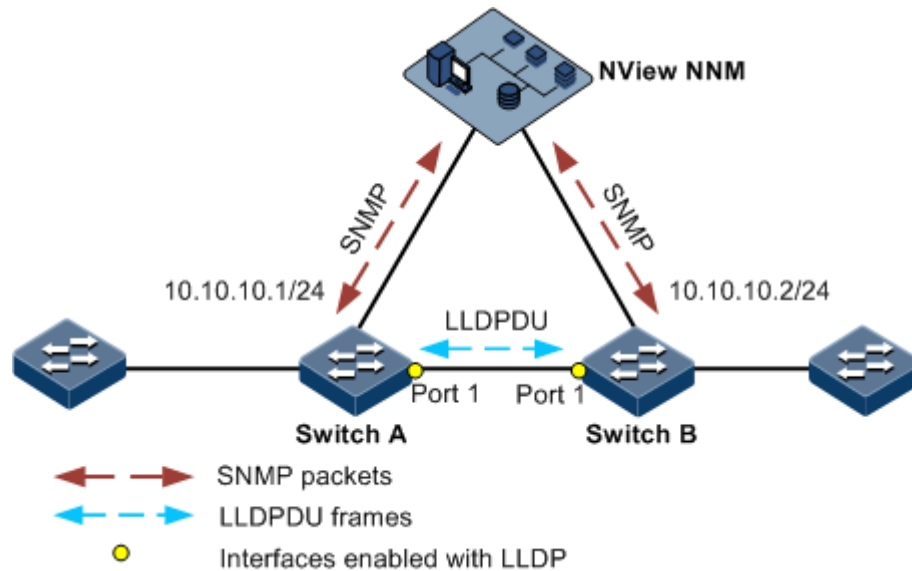 NView NNM
SNMP
SNMP
10.10.10.1/24
10.10.10.2/24
LLDPDU
Port 1
Port 1
Switch A
Switch B
SNMP packets
LLDPDU frames
Interfaces enabled with LLDP